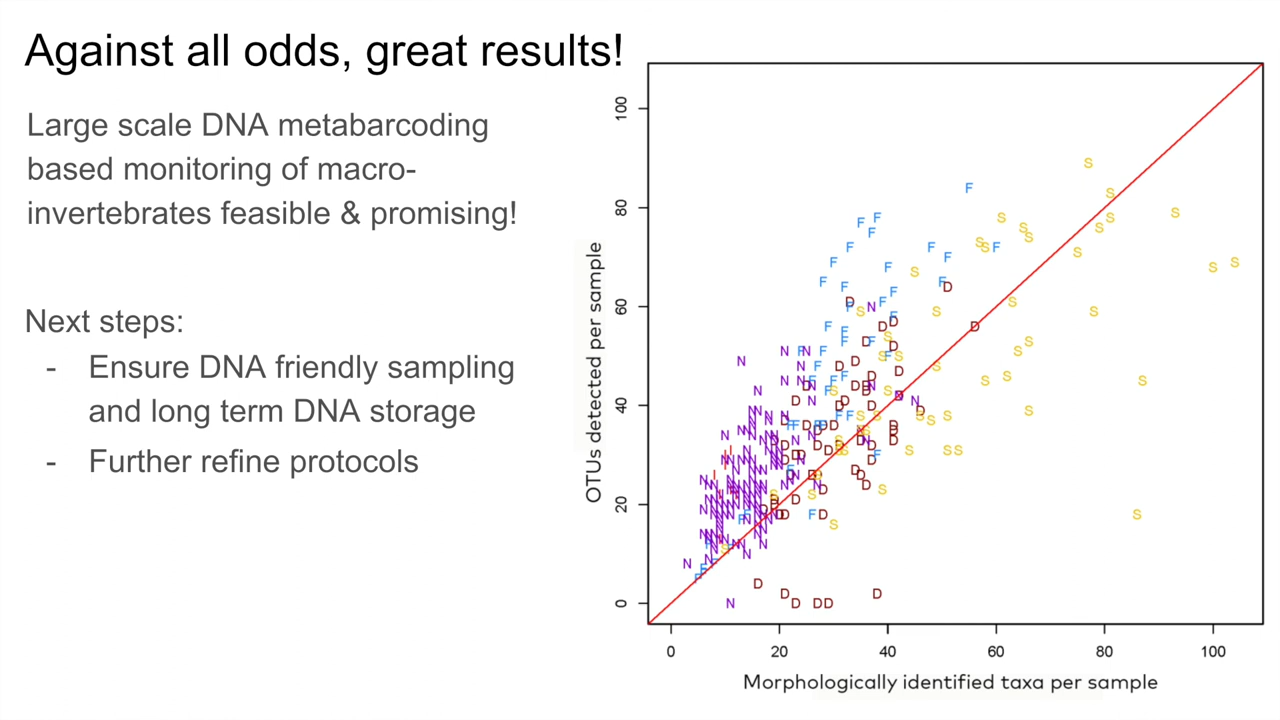 Against all odds, great results!
Large scale DNA metabarcoding
based monitoring of macro-
invertebrates feasible & promising!
Next steps:
- Ensure DNA friendly sampling
and long term DNA storage
- Further refine protocols
OTUs detected per sample
100
80
60
40
20
0
0 20 40 60 80 100
Morphologically identified taxa per sample